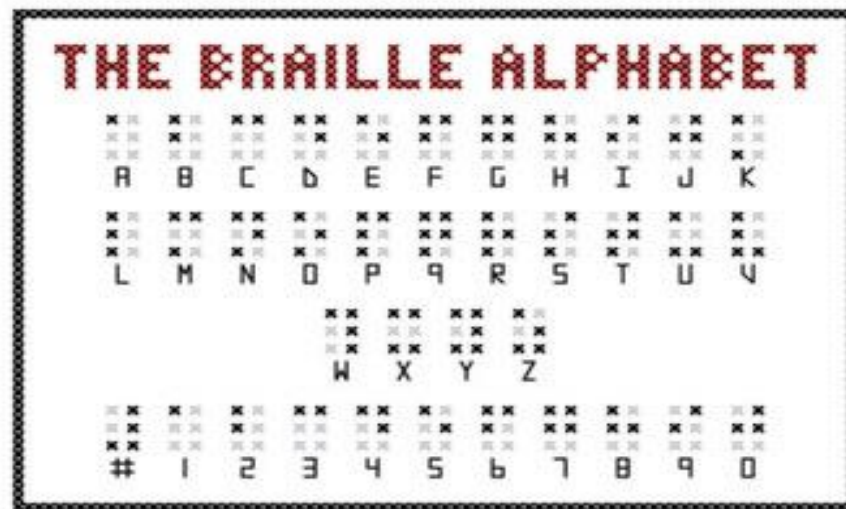 THE BRAILLE ALPHABET
A B C D E F G H I J K
L M N O P q R S T U V
W X Y Z
# 1 2 3 4 5 6 7 8 9 0